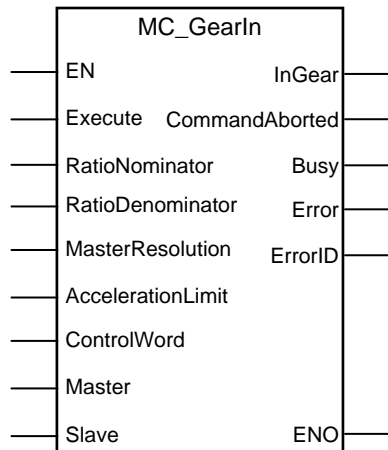 MC_GearIn
EN
InGear
Execute
CommandAborted
RatioNominator
Busy
RatioDenominator
Error
MasterResolution
ErrorID
AccelerationLimit
ControlWord
Master
Slave
ENO